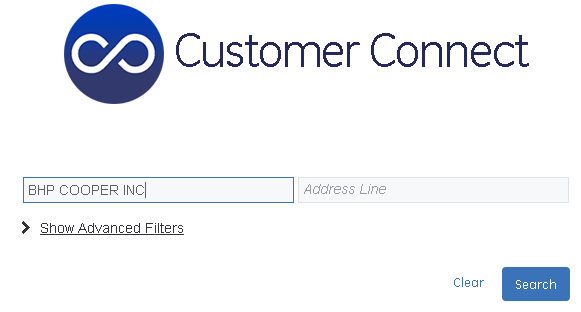 Customer Connect
BHP COOPER INC
Address Line
Show Advanced Filters
Clear
Search